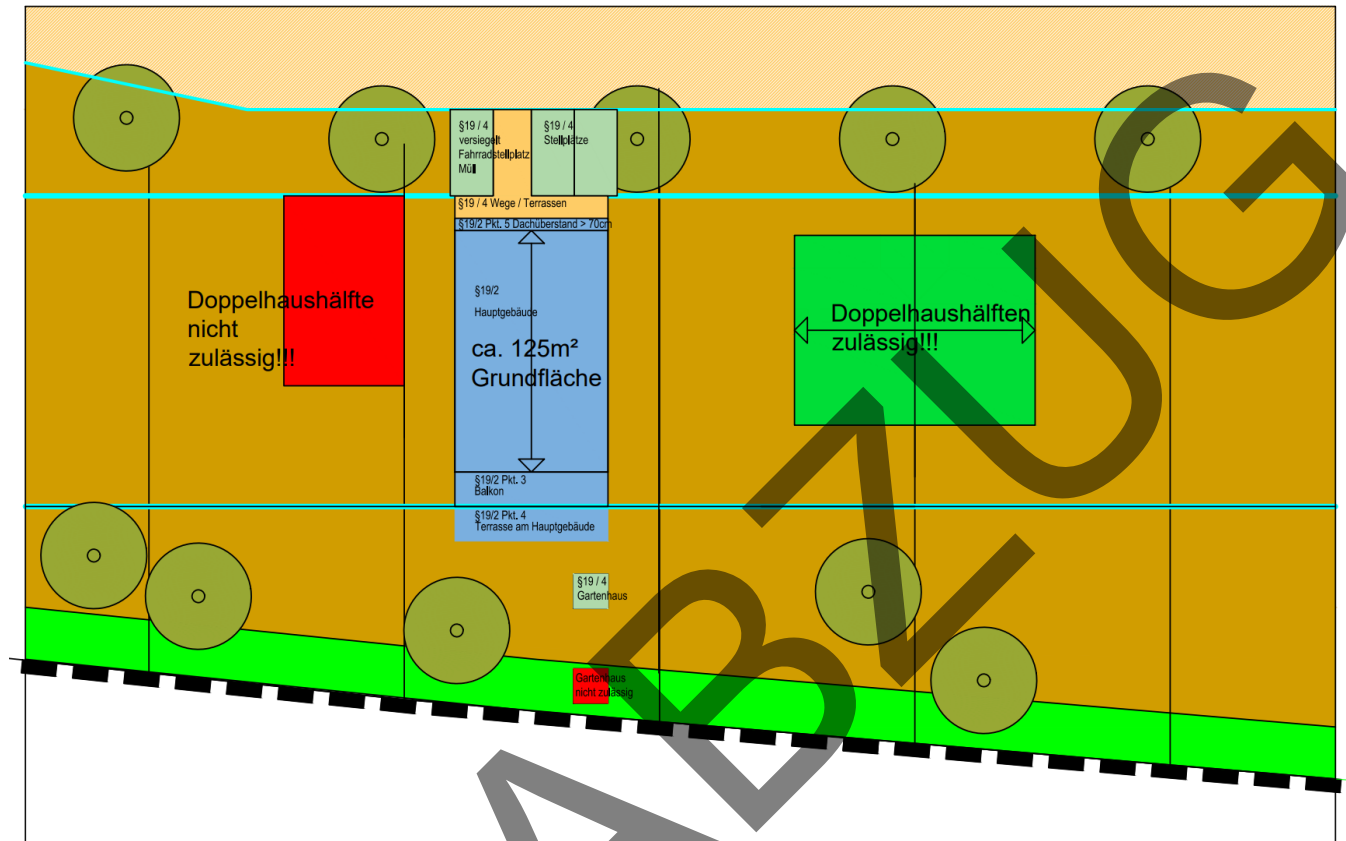 §19 / 4
versiegelt
Fahrradstellplatz
Müll
§19 / 4
Stellplätze
§19 / 4 Wege / Terrassen
§19/2 Pkt. 5 Dachüberstand > 70cm
§19/2
Hauptgebäude
ca. 125m²
Grundfläche
Doppelhaushälfte
nicht
zulässig!!!
Doppelhaushälften
zulässig!!!
§19/2 Pkt. 3
Balkon
§19/2 Pkt. 4
Terrasse am Hauptgebäude
§19 / 4
Gartenhaus
Gartenhaus
nicht zulässig
ABZUG